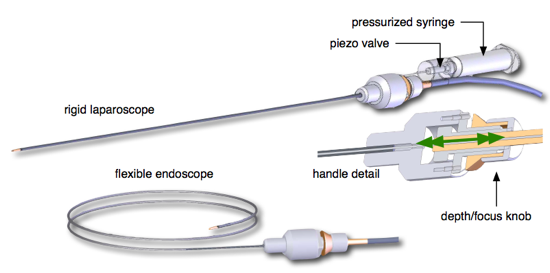 pressurized syringe
piezo valve
rigid laparoscope
flexible endoscope
handle detail
depth/focus knob